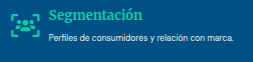 Segmentación
Perfiles de consumidores y relación con marca.